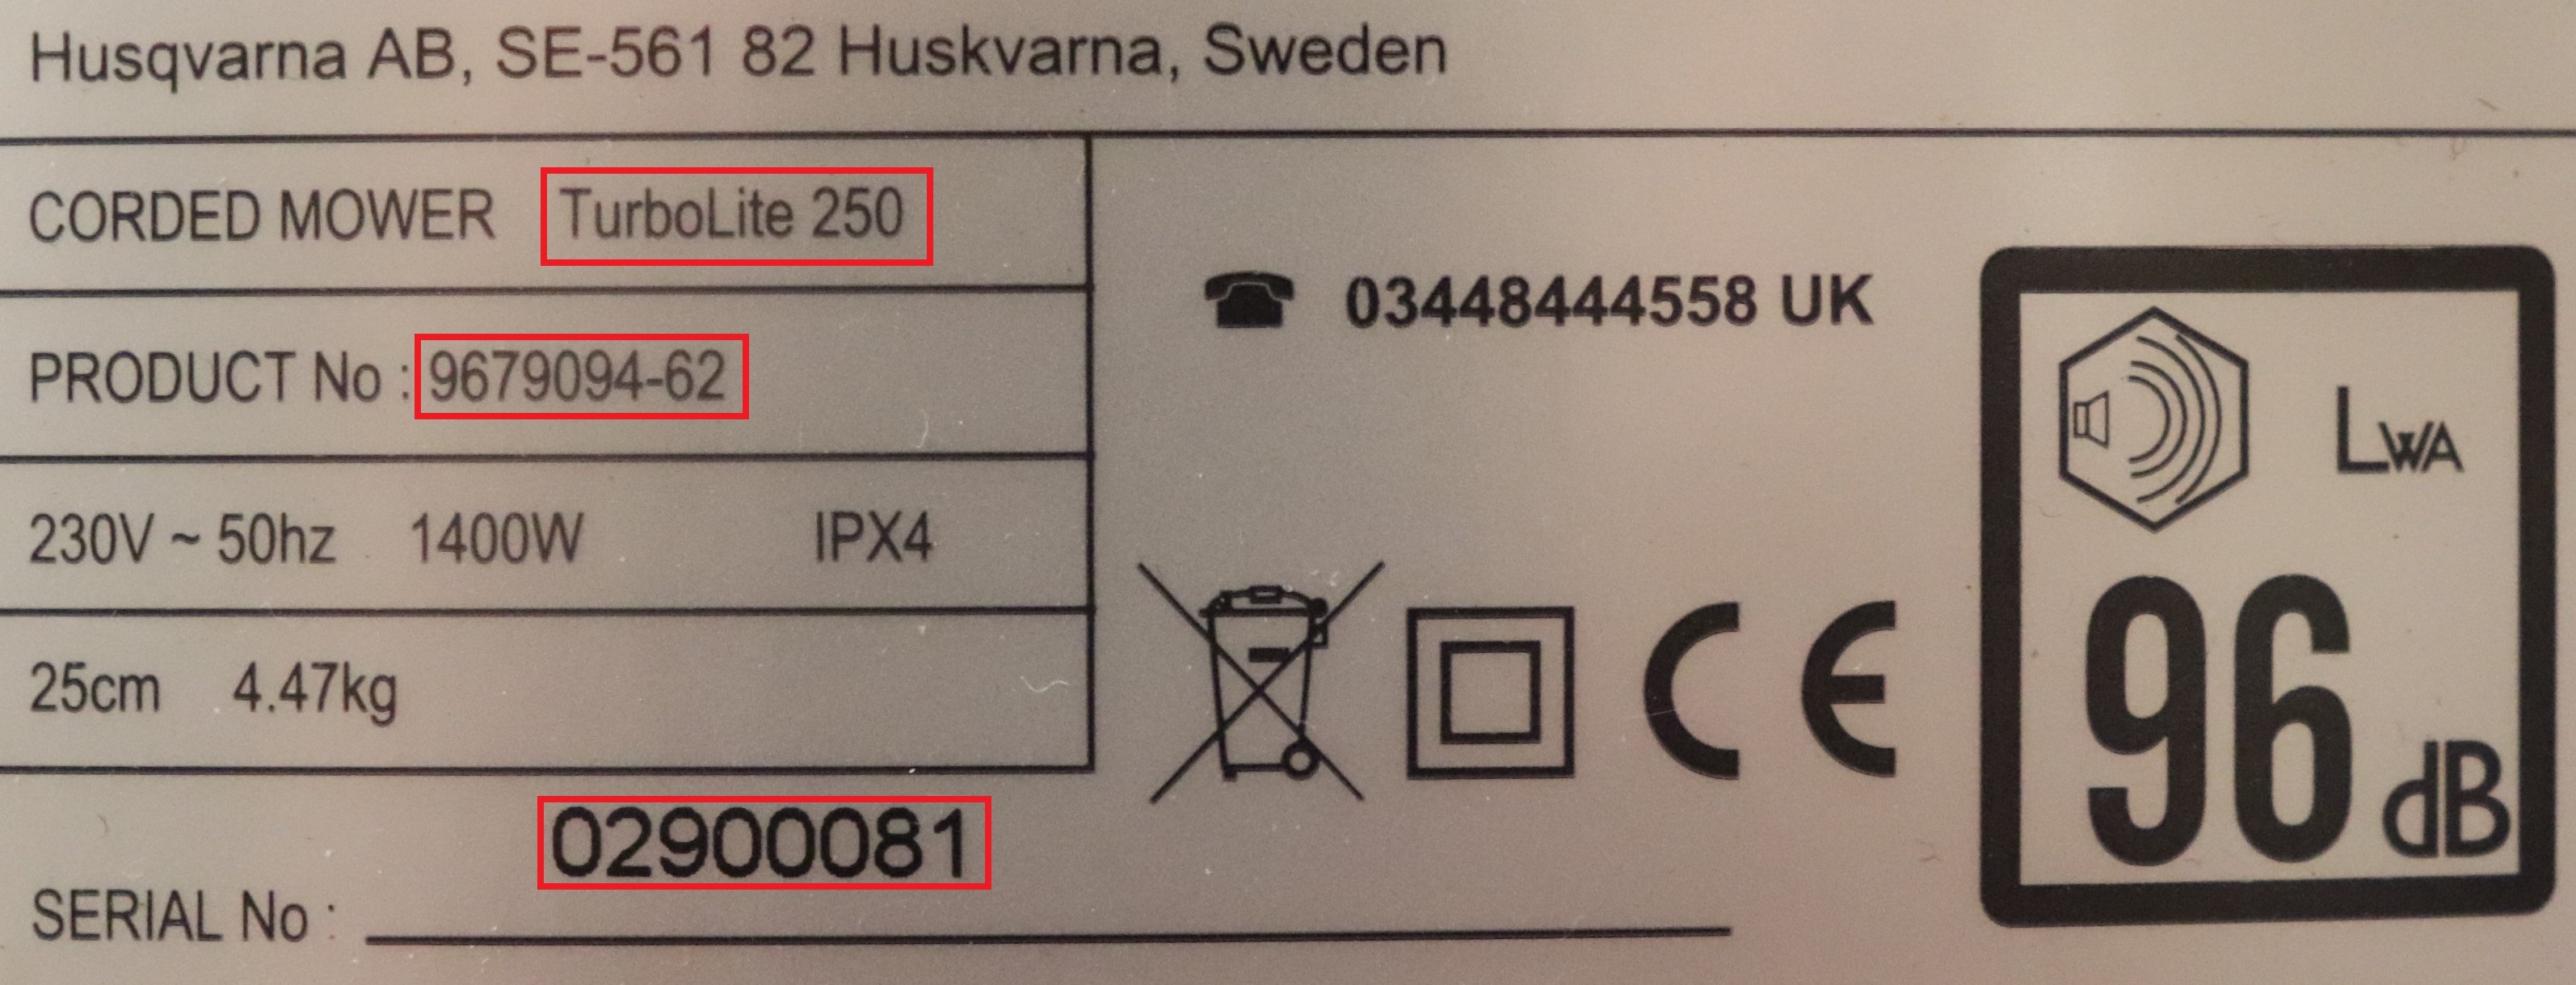 Husqvarna AB, SE-561 82 Huskvarna, Sweden
CORDED MOWER TurboLite 250
PRODUCT No : 9679094-62
230V ~ 50hz 1400W IPX4
25cm 4.47kg
02900081
SERIAL No :
03448444558 UK
CE
LWA
96 dB